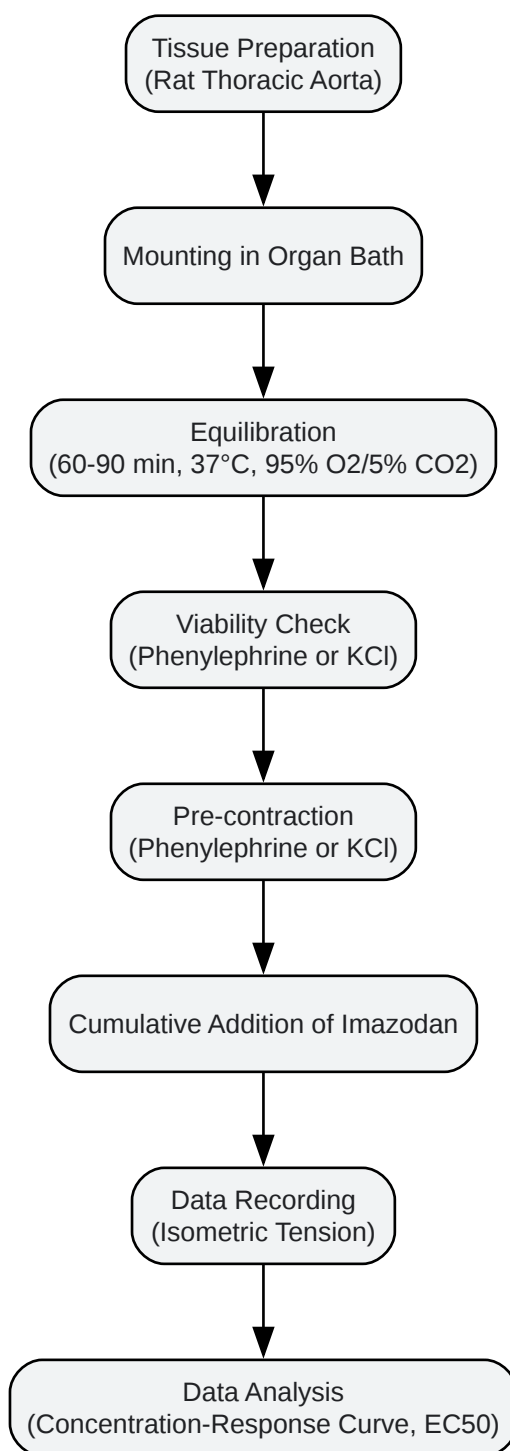 Tissue Preparation
(Rat Thoracic Aorta)
Mounting in Organ Bath
Equilibration
(60-90 min, 37°C, 95% O2/5% CO2)
Viability Check
(Phenylephrine or KCl)
Pre-contraction
(Phenylephrine or KCl)
Cumulative Addition of Imazodan
Data Recording
(Isometric Tension)
Data Analysis
(Concentration-Response Curve, EC50)